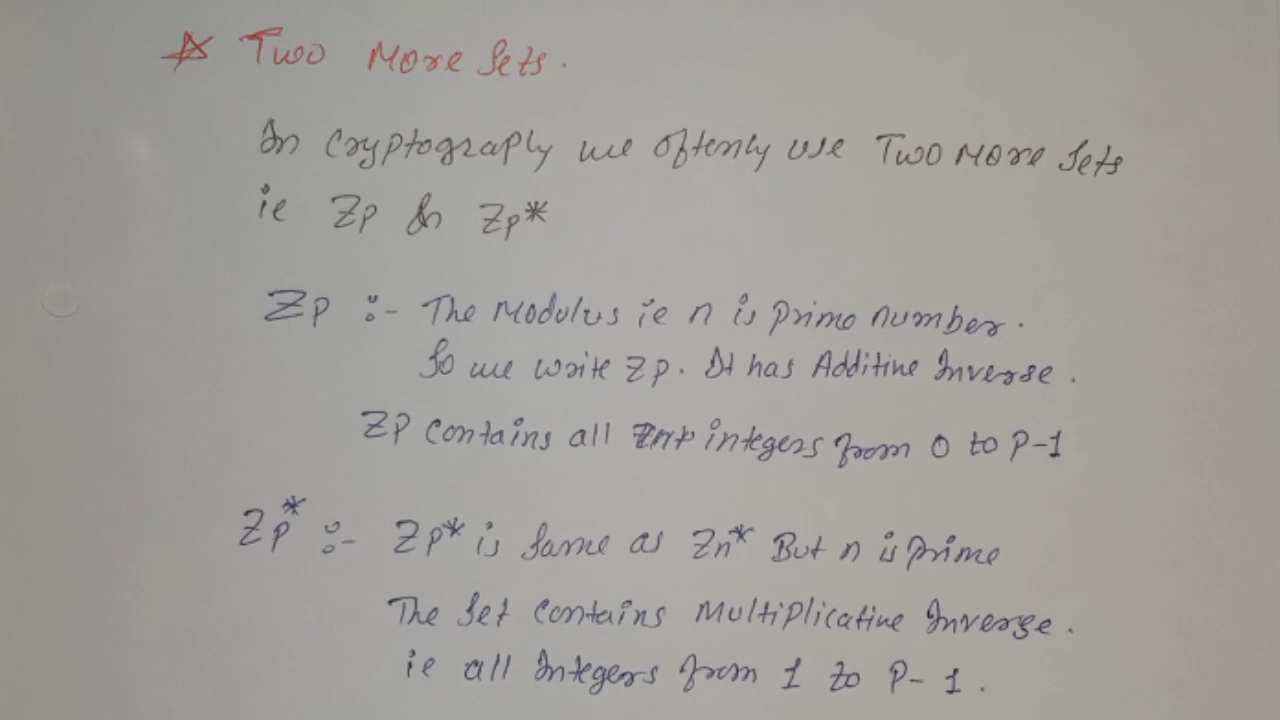 ☆ Two More Sets.
In Cryptography we oftenly use Two More Sets
ie Zp & Zp*
Zp :- The Modulus ie n is Prime number.
So we write Zp. It has Additive Inverse.
Zp contains all integers from 0 to P-1
Zp* :- Zp* is Same as Zn* But n is Prime
The Set contains Multiplicative Inverse.
ie all Integers from 1 to P-1.